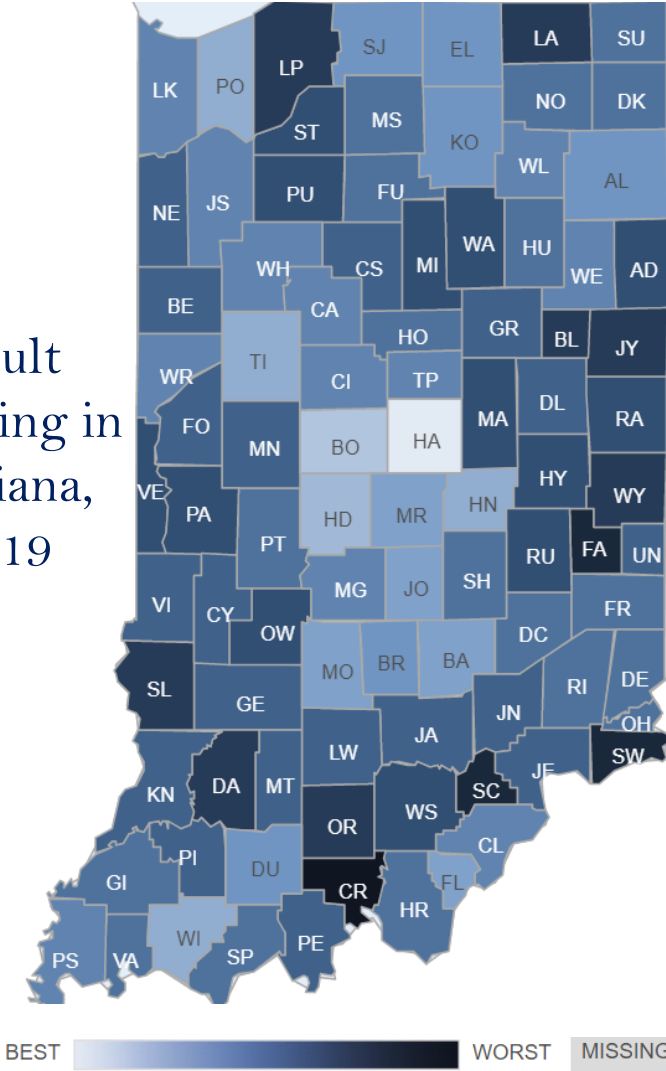 LA
SU
SJ
EL
LP
PO
LK
NO
DK
MS
ST
KO
WL
AL
PU
FU
JS
NE
WA
HU
MI
CS
WH
WE
AD
BE
CA
GR
HO
BL
JY
TI
WR
CI
TP
ult
FO
DL
MA
RA
ing in
MN
BO
HA
HY
iana,
VE
PA
HD
MR
HN
WY
19
PT
RU
FA
UN
MG
JO
SH
VI
CY
FR
OW
DC
MO
BR
BA
SL
RI
DE
GE
JN
OH
LW
JA
SW
KN
DA
MT
JE
SC
OR
WS
PI
CL
GI
DU
CR
FL
HR
WI
PE
PS
VA
SP
BEST
WORST
MISSING